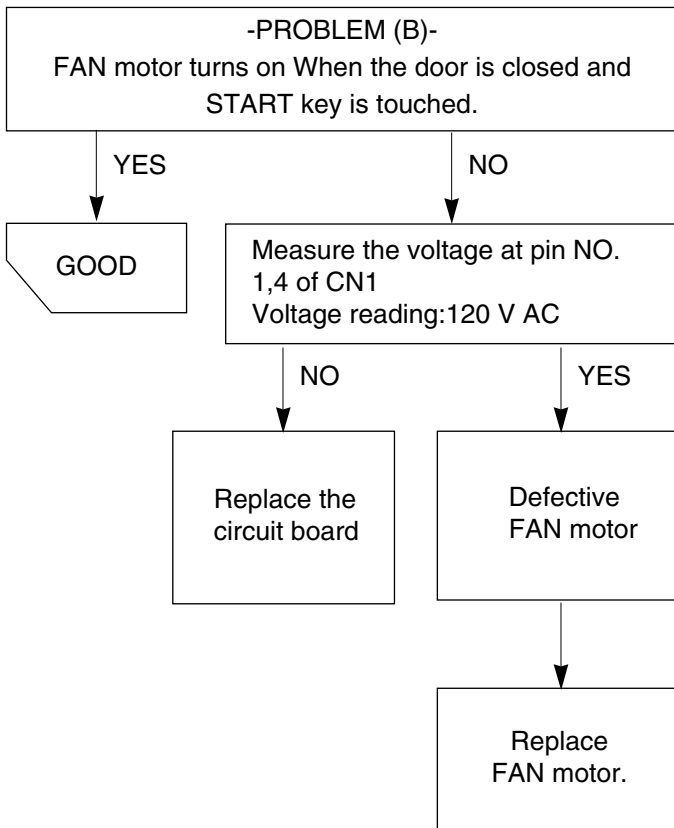 -PROBLEM (B)-
FAN motor turns on When the door is closed and
START key is touched.
YES
NO
GOOD
Measure the voltage at pin NO.
1,4 of CN1
Voltage reading:120 V AC
NO
YES
Replace the
circuit board
Defective
FAN motor
Replace
FAN motor.